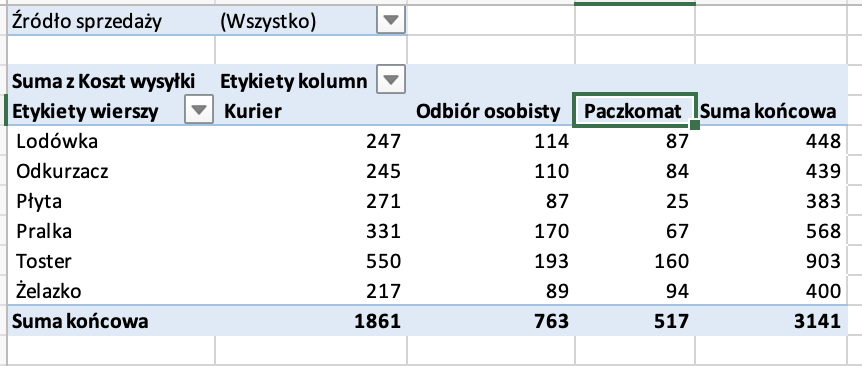 Źródło sprzedaży (Wszystko)
Suma z Koszt wysyłki Etykiety kolumn
Etykiety wierszy Kurier Odbiór osobisty Paczkomat Suma końcowa
Lodówka 247 114 87 448
Odkurzacz 245 110 84 439
Płyta 271 87 25 383
Pralka 331 170 67 568
Toster 550 193 160 903
Żelazko 217 89 94 400
Suma końcowa 1861 763 517 3141